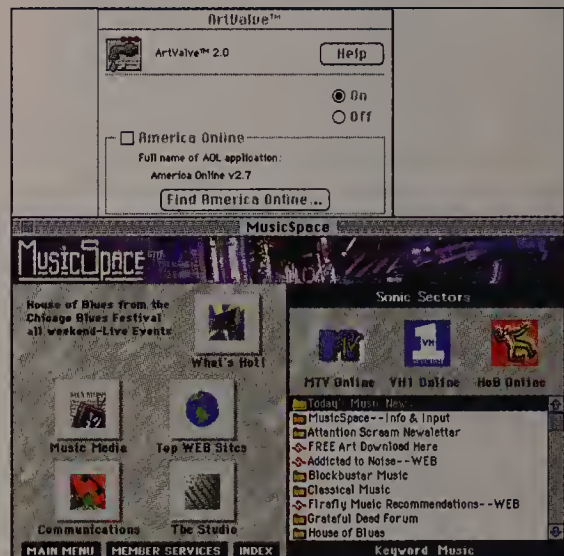 ArtValve™
ArtValve™ 2.0
Help
On
Off
America Online
Full name of AOL application:
America Online v2.7
Find America Online...
MusicSpace
MusicSpace
House of Blues from the
Chicago Blues Festival
all weekend-Live Events
What's Hot!
Music Media
Top WEB Sites
Communications
The Studio
MAIN MENU
MEMBER SERVICES
INDEX
Sonic Sectors
MTV Online
VH1 Online
HoB Online
Today's Music News
MusicSpace--Info & Input
Attention Scream Newsletter
FREE Art Download Here
Addicted to Noise--WEB
Blockbuster Music
Classical Music
Firefly Music Recommendations--WEB
Grateful Dead Forum
House of Blues
Keyword Music